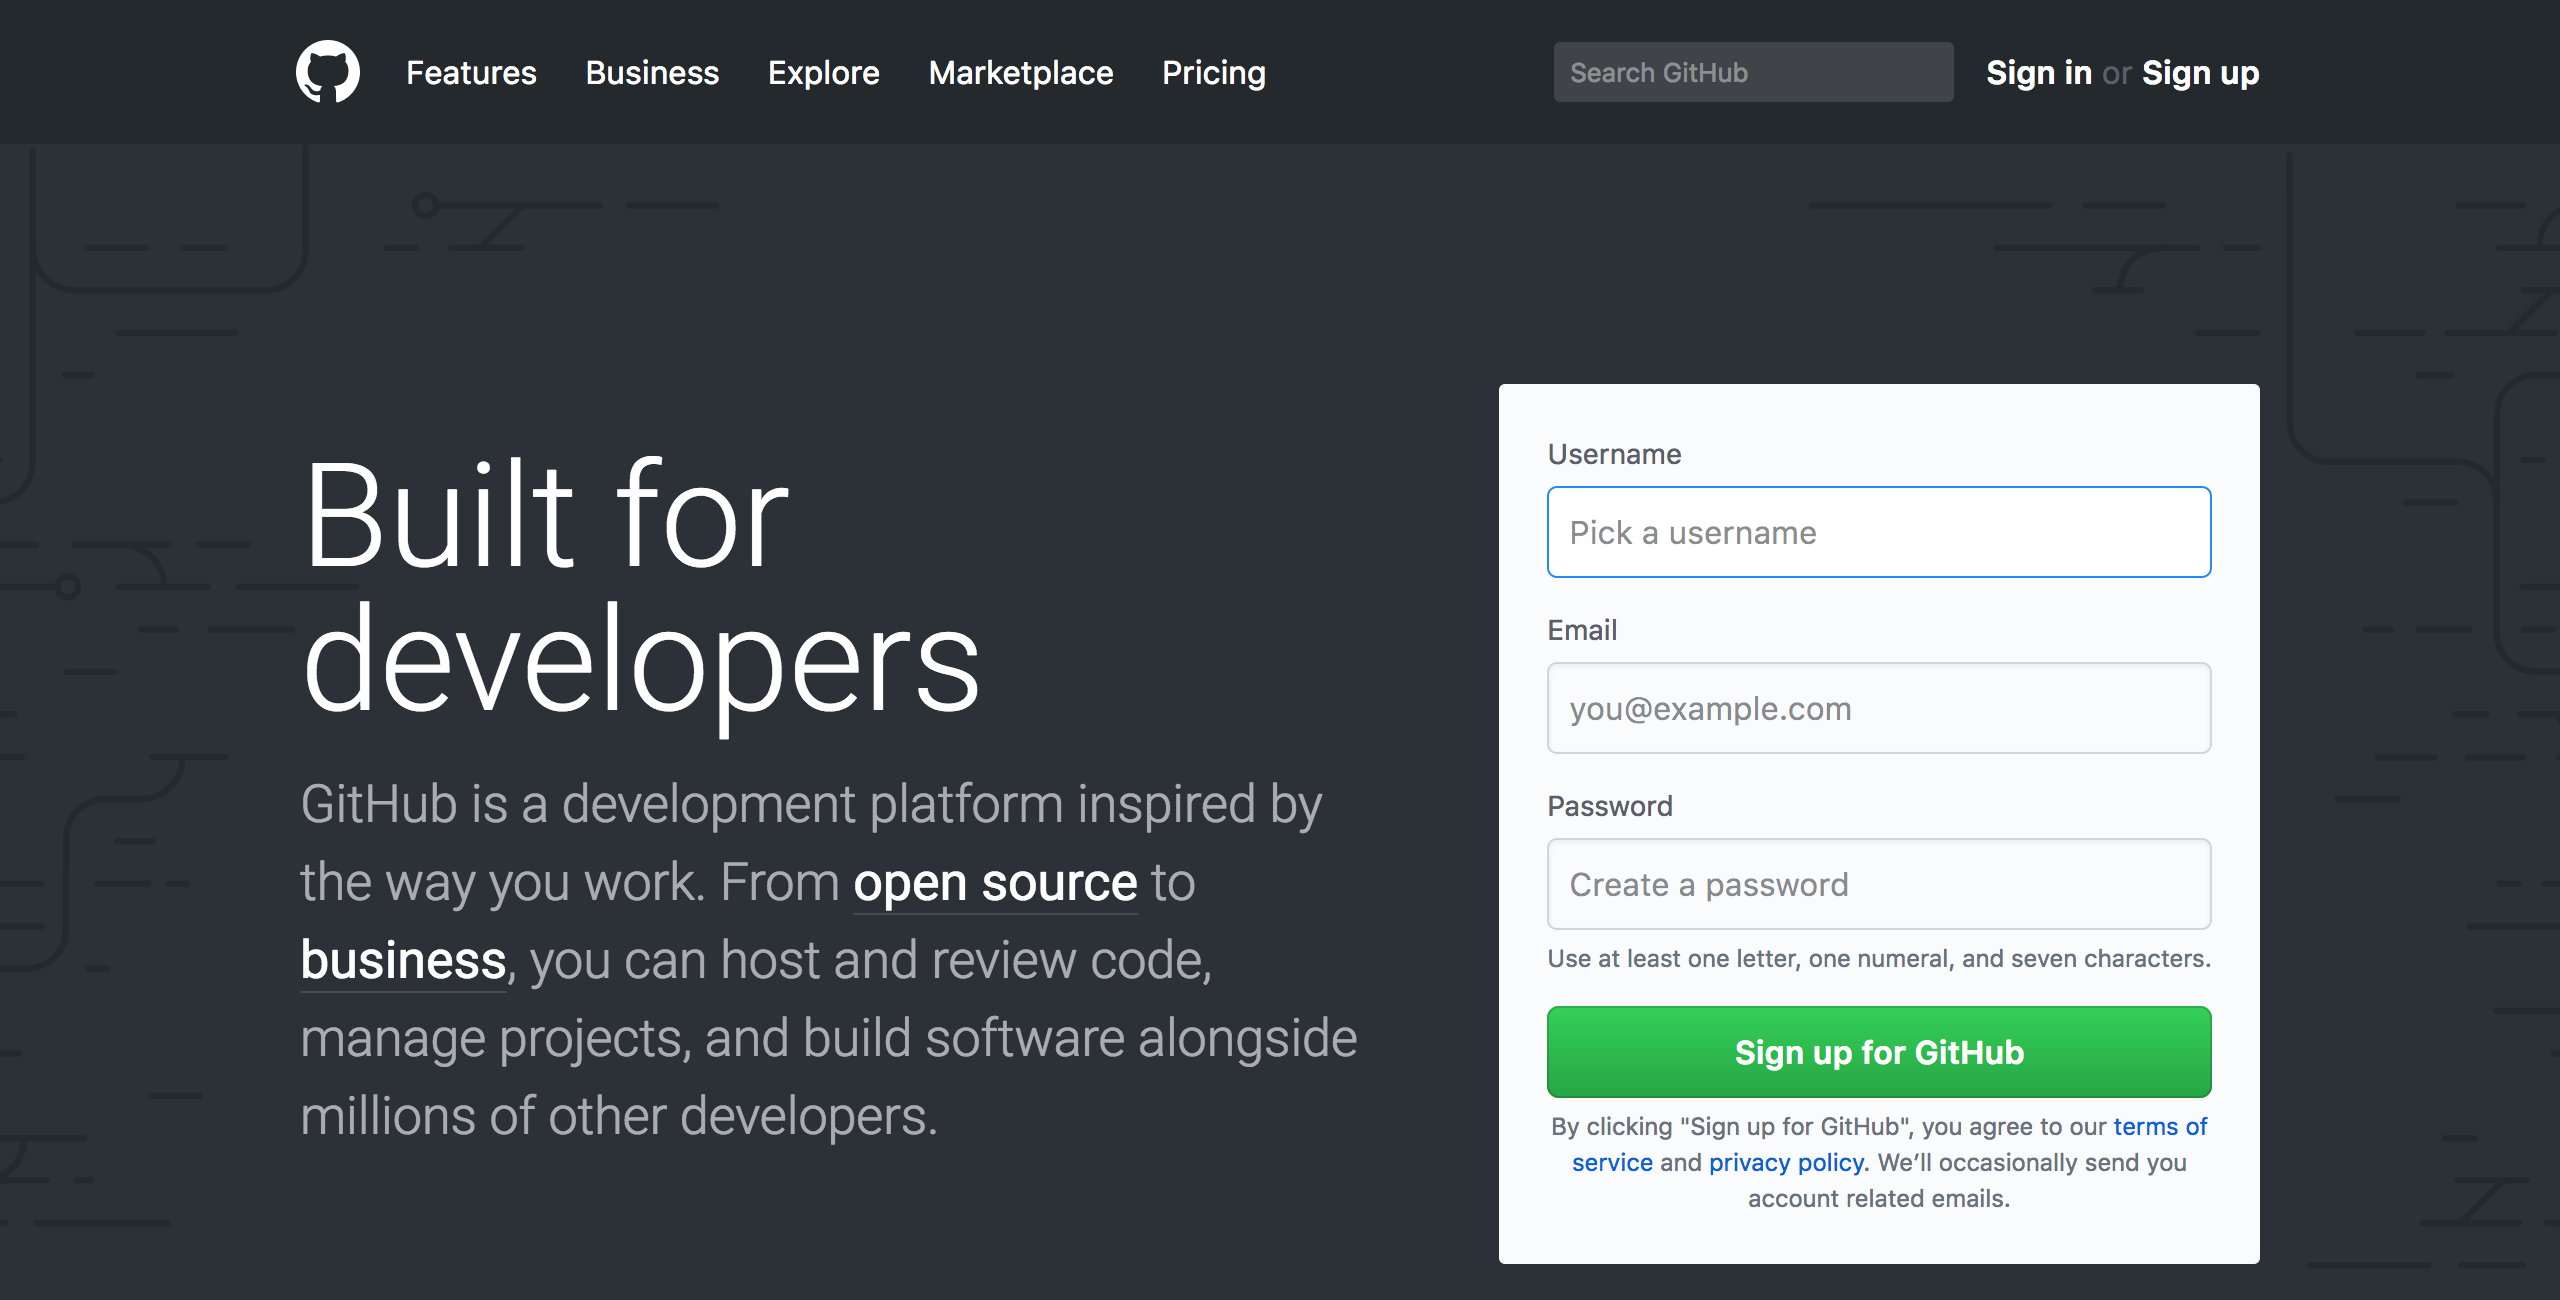 Features Business Explore Marketplace Pricing Search GitHub Sign in or Sign up
Built for
developers
GitHub is a development platform inspired by
the way you work. From open source to
business, you can host and review code,
manage projects, and build software alongside
millions of other developers.
Username
Pick a username
Email
you@example.com
Password
Create a password
Use at least one letter, one numeral, and seven characters.
Sign up for GitHub
By clicking "Sign up for GitHub", you agree to our terms of
service and privacy policy. We’ll occasionally send you
account related emails.